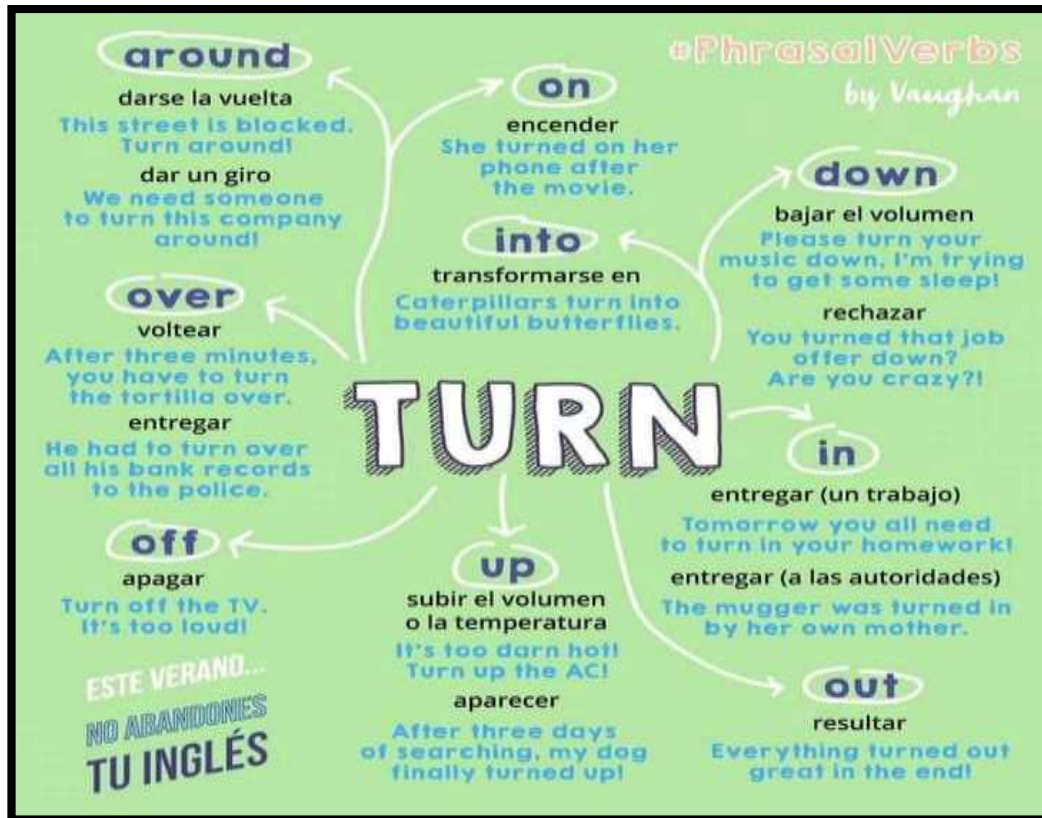 #PhrasalVerbs
by Vaughan
around
darse la vuelta
This street is blocked.
Turn around!
dar un giro
We need someone
to turn this company
around!
on
encender
She turned on her
phone after
the movie.
down
bajar el volumen
Please turn your
music down, I'm trying
to get some sleep!
rechazar
You turned that job
offer down?
Are you crazy?!
into
transformarse en
Caterpillars turn into
beautiful butterflies.
over
voltear
After three minutes,
you have to turn
the tortilla over.
entregar
He had to turn over
all his bank records
to the police.
TURN
in
entregar (un trabajo)
Tomorrow you all need
to turn in your homework!
entregar (a las autoridades)
The mugger was turned in
by her own mother.
off
apagar
Turn off the TV.
It's too loud!
up
subir el volumen
o la temperatura
It's too darn hot!
Turn up the AC!
aparecer
After three days
of searching, my dog
finally turned up!
out
resultar
Everything turned out
great in the end!
ESTE VERANO...
NO ABANDONES
TU INGLÉS